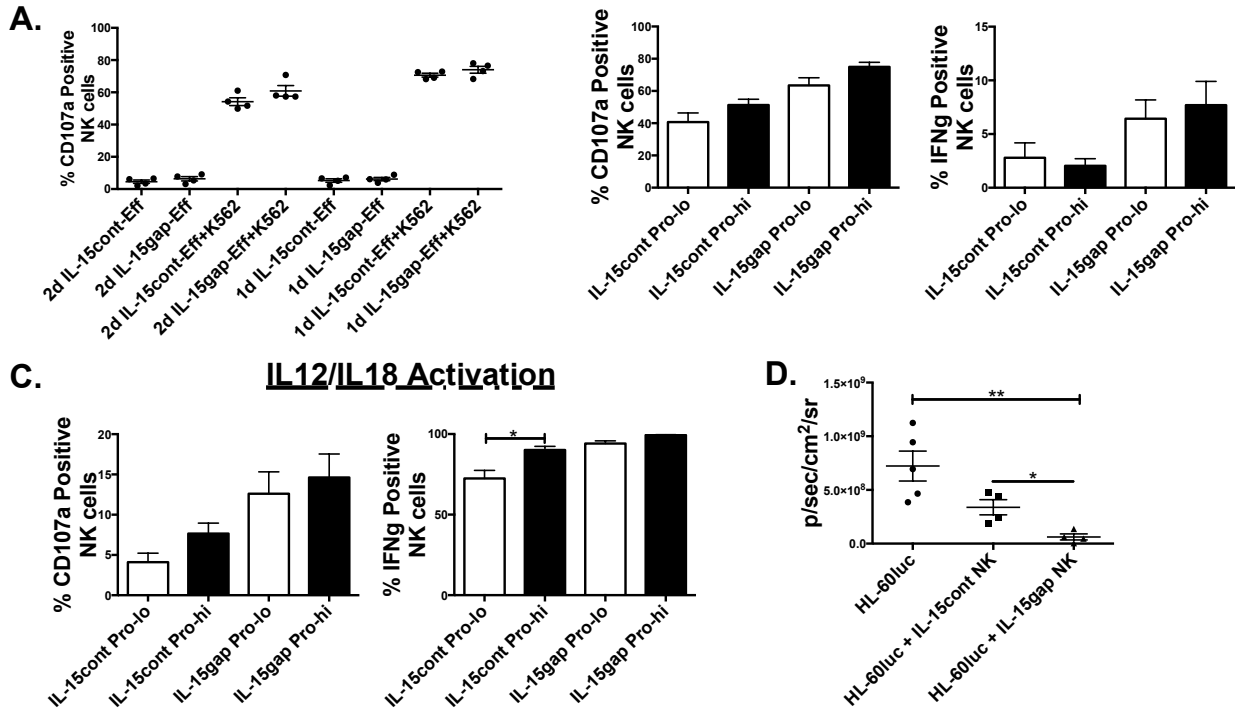 A.
% CD107a Positive
NK cells
100
80
60
40
20
0
2d IL-15cont-Eff
2d IL-15gap-Eff
2d IL-15cont-Eff+K562
2d IL-15gap-Eff+K562
1d IL-15cont-Eff
1d IL-15gap-Eff
1d IL-15cont-Eff+K562
1d IL-15gap-Eff+K562
% CD107a Positive
NK cells
100
80
60
40
20
0
IL-15cont Pro-lo
IL-15cont Pro-hi
IL-15gap Pro-lo
IL-15gap Pro-hi
% IFNg Positive
NK cells
15
10
5
0
IL-15cont Pro-lo
IL-15cont Pro-hi
IL-15gap Pro-lo
IL-15gap Pro-hi
C.
IL12/IL18 Activation
% CD107a Positive
NK cells
20
15
10
5
0
IL-15cont Pro-lo
IL-15cont Pro-hi
IL-15gap Pro-lo
IL-15gap Pro-hi
% IFNg Positive
NK cells
100
50
0
*
IL-15cont Pro-lo
IL-15cont Pro-hi
IL-15gap Pro-lo
IL-15gap Pro-hi
D.
p/sec/cm²/sr
1.5×10⁹
1.0×10⁹
5.0×10⁸
0.0
**
*
HL-60luc
HL-60luc + IL-15cont NK
HL-60luc + IL-15gap NK